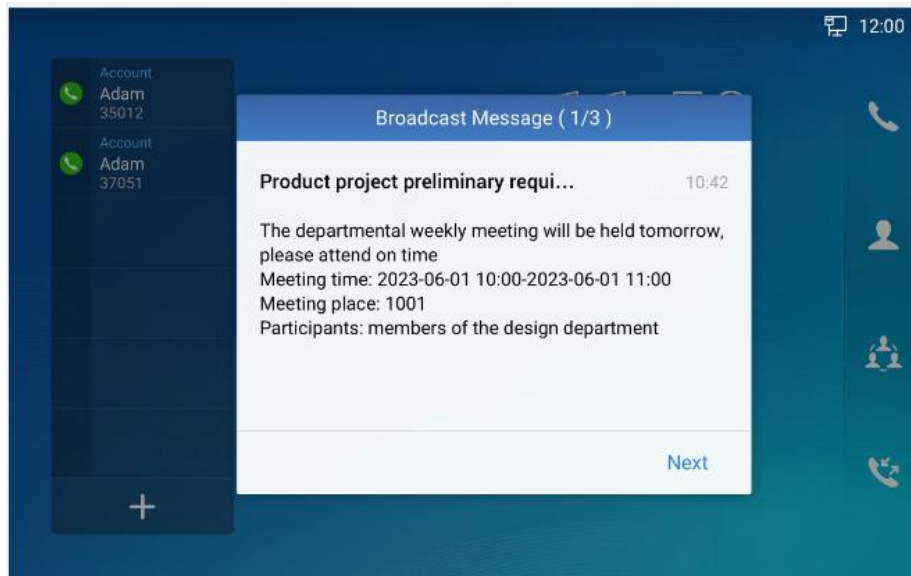 12:00
Account
Adam
35012
Account
Adam
37051
Broadcast Message ( 1/3 )
Product project preliminary requi...
10:42
The departmental weekly meeting will be held tomorrow,
please attend on time
Meeting time: 2023-06-01 10:00-2023-06-01 11:00
Meeting place: 1001
Participants: members of the design department
Next